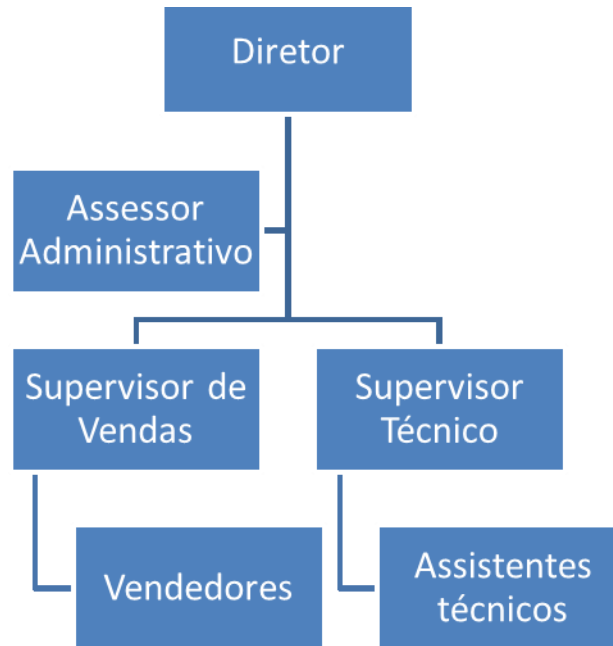 Diretor
Assessor
Administrativo
Supervisor de
Vendas
Supervisor
Técnico
Vendedores
Assistentes
técnicos